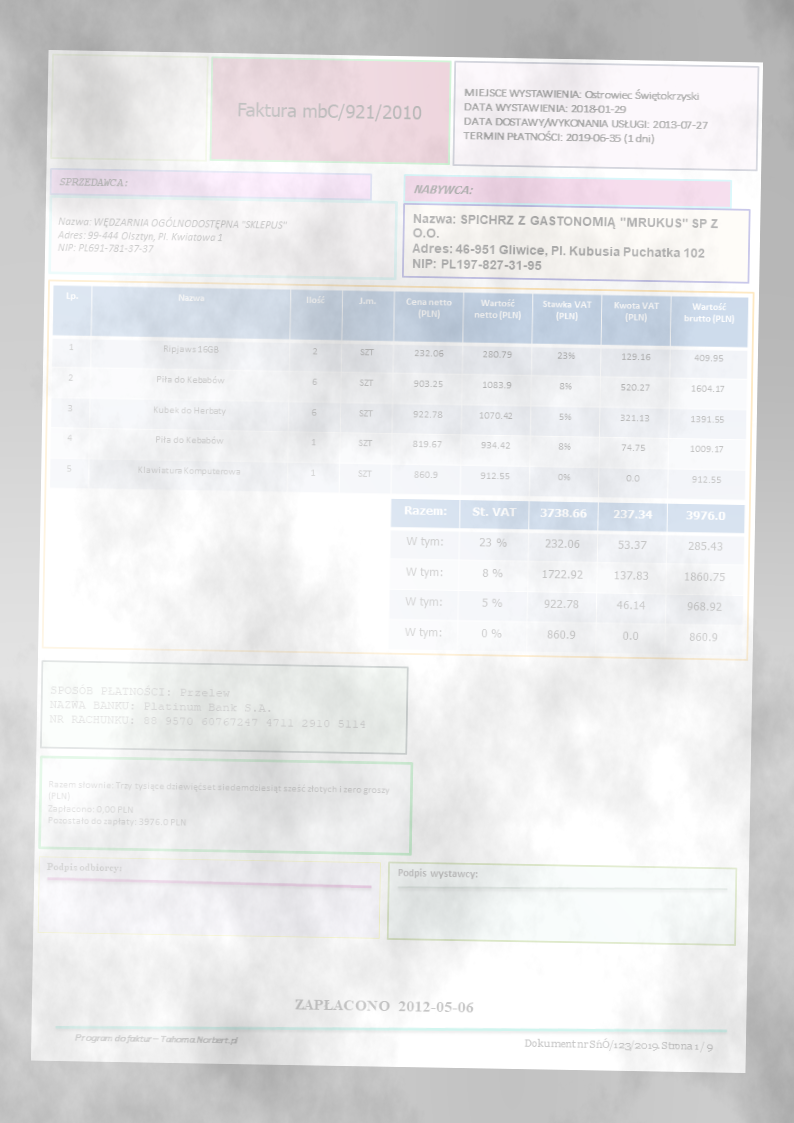 Faktura mbC/921/2010
MIEJSCE WYSTAWIENIA: Ostrowiec Świętokrzyski
DATA WYSTAWIENIA: 2018-01-29
DATA DOSTAWY/WYKONANIA USŁUGI: 2013-07-27
TERMIN PŁATNOŚCI: 2019-06-35 (1 dni)
SPRZEDAWCA:
Nazwa: WĘDZARNIA OGÓLNODOSTĘPNA "SKLEPUS"
Adres: 99-444 Olsztyn, Pl. Kwiatowa 1
NIP: PL691-781-37-37
NABYWCA:
Nazwa: SPICHRZ Z GASTONOMIĄ "MRUKUS" SP Z
O.O.
Adres: 46-951 Gliwice, Pl. Kubusia Puchatka 102
NIP: PL197-827-31-95
Lp. Nazwa Ilość J.m. Cena netto (PLN) Wartość netto (PLN) Stawka VAT (PLN) Kwota VAT (PLN) Wartość brutto (PLN)
1 Ripjaws 16GB 2 SZT 232.06 280.79 23% 129.16 409.95
2 Piła do Kebabów 6 SZT 903.25 1083.9 8% 520.27 1604.17
3 Kubek do Herbaty 6 SZT 922.78 1070.42 5% 321.13 1391.55
4 Piła do Kebabów 1 SZT 819.67 934.42 8% 74.75 1009.17
5 Klawiatura Komputerowa 1 SZT 860.9 912.55 0% 0.0 912.55
Razem: St. VAT 3738.66 237.34 3976.0
W tym: 23 % 232.06 53.37 285.43
W tym: 8 % 1722.92 137.83 1860.75
W tym: 5 % 922.78 46.14 968.92
W tym: 0 % 860.9 0.0 860.9
SPOSÓB PŁATNOŚCI: Przelew
NAZWA BANKU: Platinum Bank S.A.
NR RACHUNKU: 85 9570 60767247 4711 2910 5114
Razem słownie: Trzy tysiące dziewięćset siedemdziesiąt sześć złotych i zero groszy
(PLN)
Zapłacono: 0,00 PLN
Pozostało do zapłaty: 3976.0 PLN
Podpis odbiorcy:
Podpis wystawcy:
ZAPŁACONO 2012-05-06
Program do faktur – Tahoma.Norbert.pl
Dokument nr SńÓ/123/2019. Strona 1 / 9